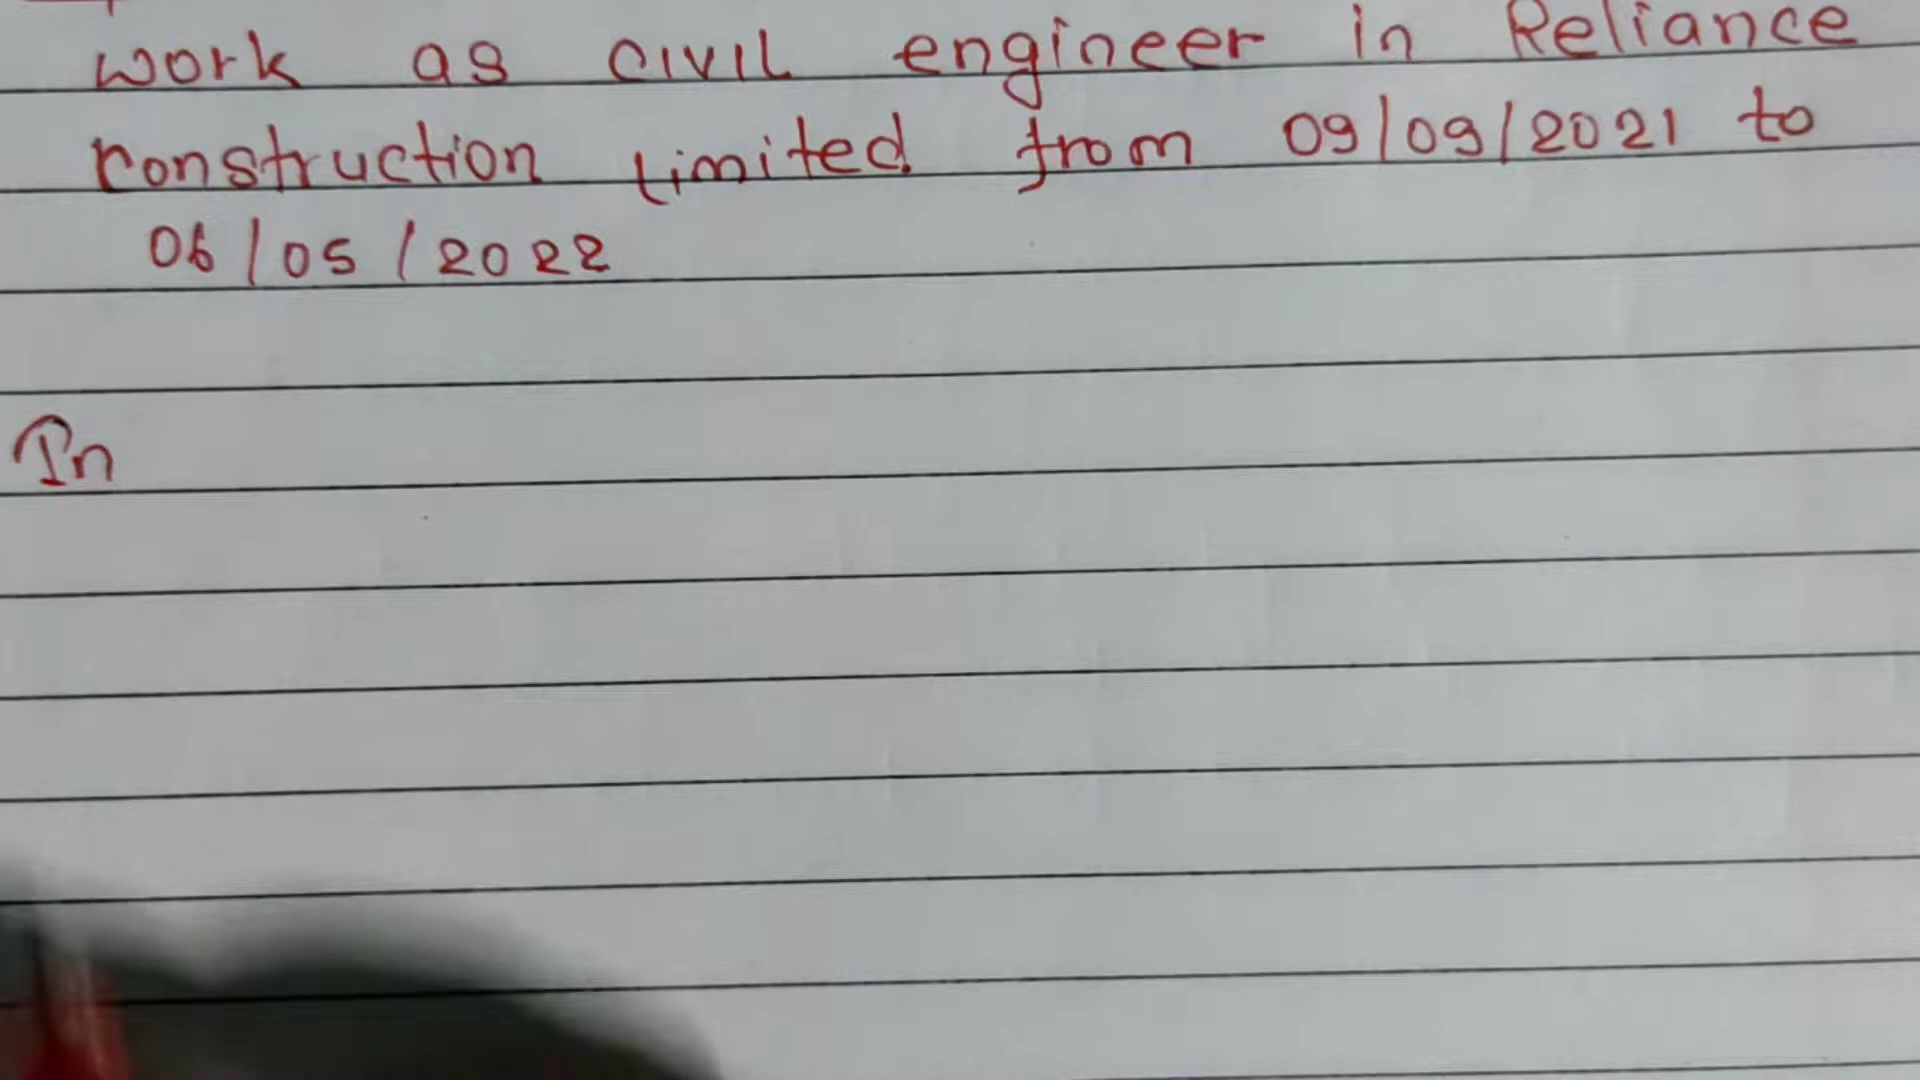 work as civil engineer in Reliance
construction Limited from 09/09/2021 to
06/05/2022
In